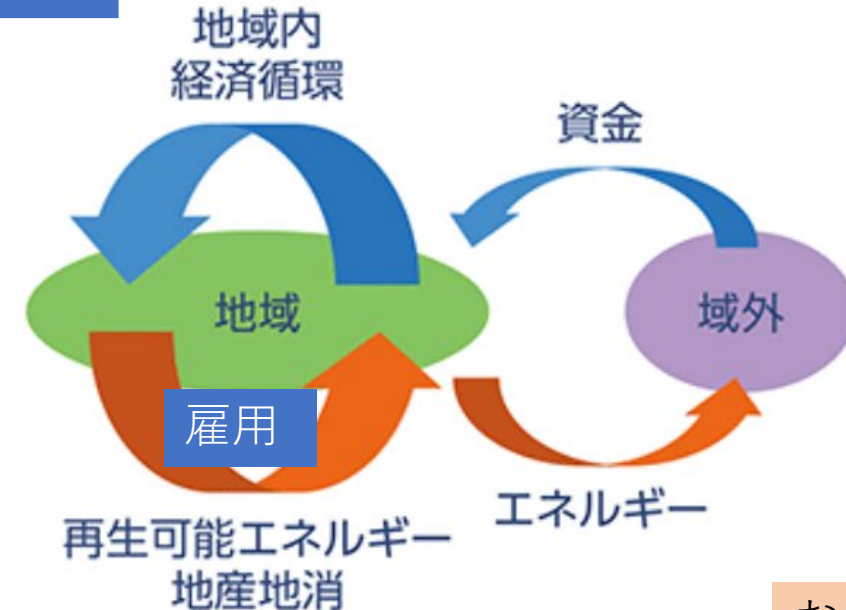 地域内
経済循環
資金
地域
域外
雇用
エネルギー
再生可能エネルギー
地産地消